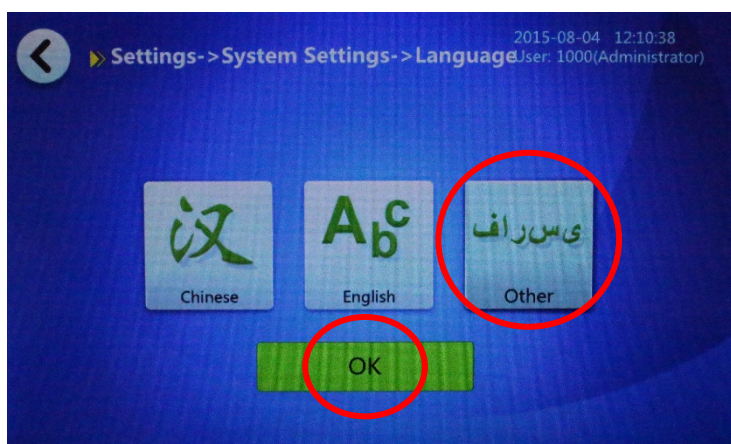 2015-08-04 12:10:38
Settings->System Settings->Language
User: 1000(Administrator)
汉
Abc
ی س ر ا ف
Chinese
English
Other
OK